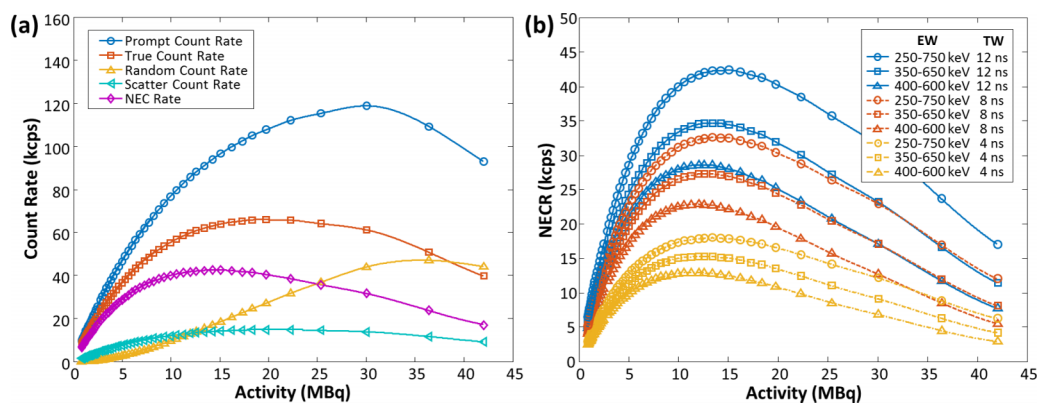 (a)
160
140
120
100
80
60
40
20
0
Count Rate (kcps)
Prompt Count Rate
True Count Rate
Random Count Rate
Scatter Count Rate
NEC Rate
0 5 10 15 20 25 30 35 40 45
Activity (MBq)
(b)
50
45
40
35
30
25
20
15
10
5
0
NECR (kcps)
EW TW
250-750 keV 12 ns
350-650 keV 12 ns
400-600 keV 12 ns
250-750 keV 8 ns
350-650 keV 8 ns
400-600 keV 8 ns
250-750 keV 4 ns
350-650 keV 4 ns
400-600 keV 4 ns
0 5 10 15 20 25 30 35 40 45
Activity (MBq)